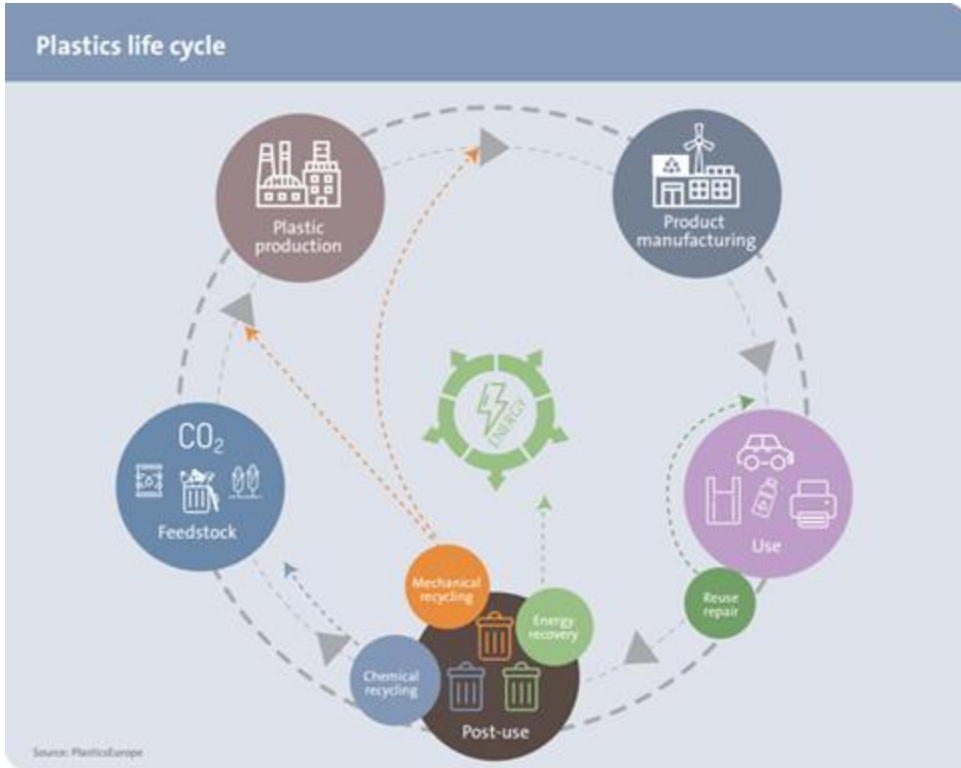 Plastics life cycle
Plastic
production
Product
manufacturing
ENERGY
CO₂
Feedstock
Use
Mechanical
recycling
Energy
recovery
Reuse
repair
Chemical
recycling
Post-use
Source: PlasticsEurope